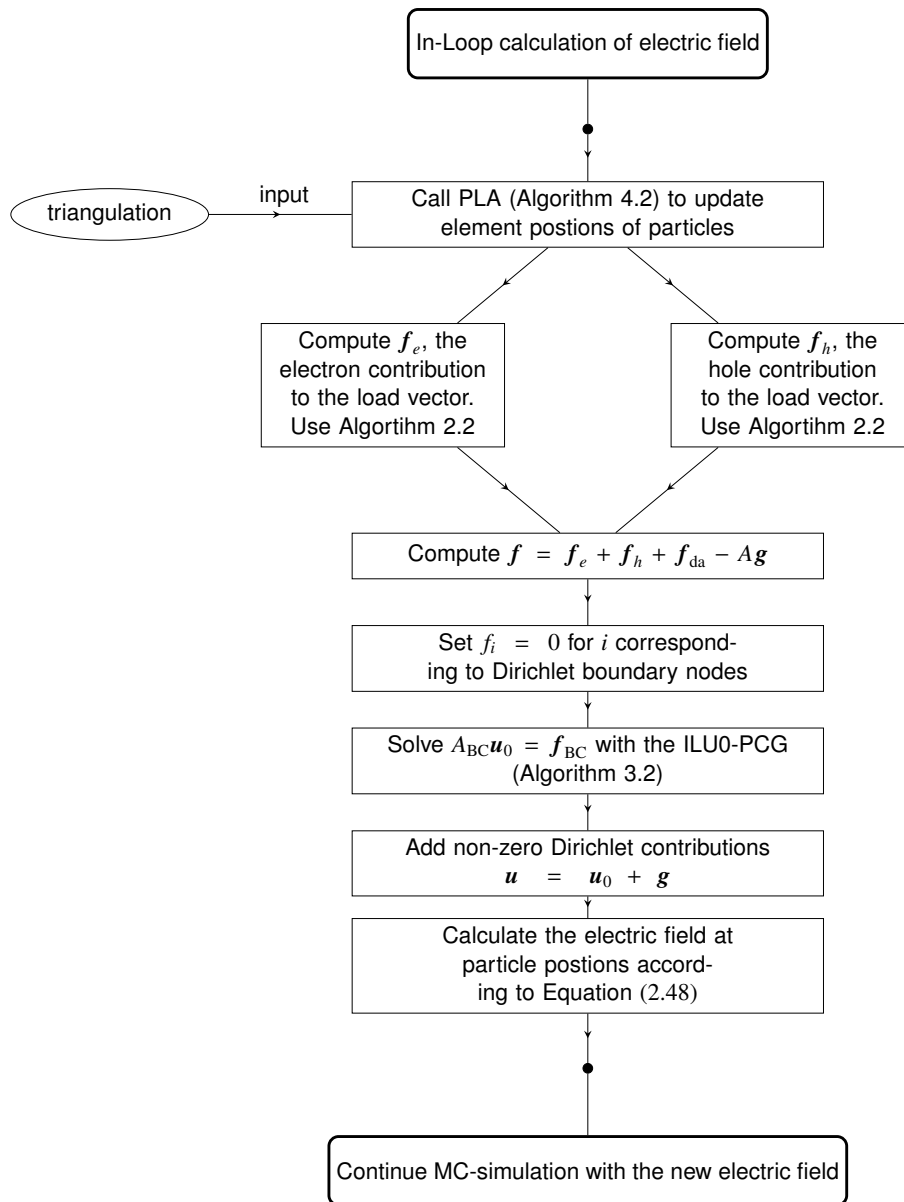 In-Loop calculation of electric field
input
triangulation
Call PLA (Algorithm 4.2) to update
element postions of particles
Compute f_e, the
electron contribution
to the load vector.
Use Algortihm 2.2
Compute f_h, the
hole contribution
to the load vector.
Use Algortihm 2.2
Compute f = f_e + f_h + f_da − Ag
Set f_i = 0 for i correspond-
ing to Dirichlet boundary nodes
Solve A_BC u_0 = f_BC with the ILU0-PCG
(Algorithm 3.2)
Add non-zero Dirichlet contributions
u = u_0 + g
Calculate the electric field at
particle postions accord-
ing to Equation (2.48)
Continue MC-simulation with the new electric field